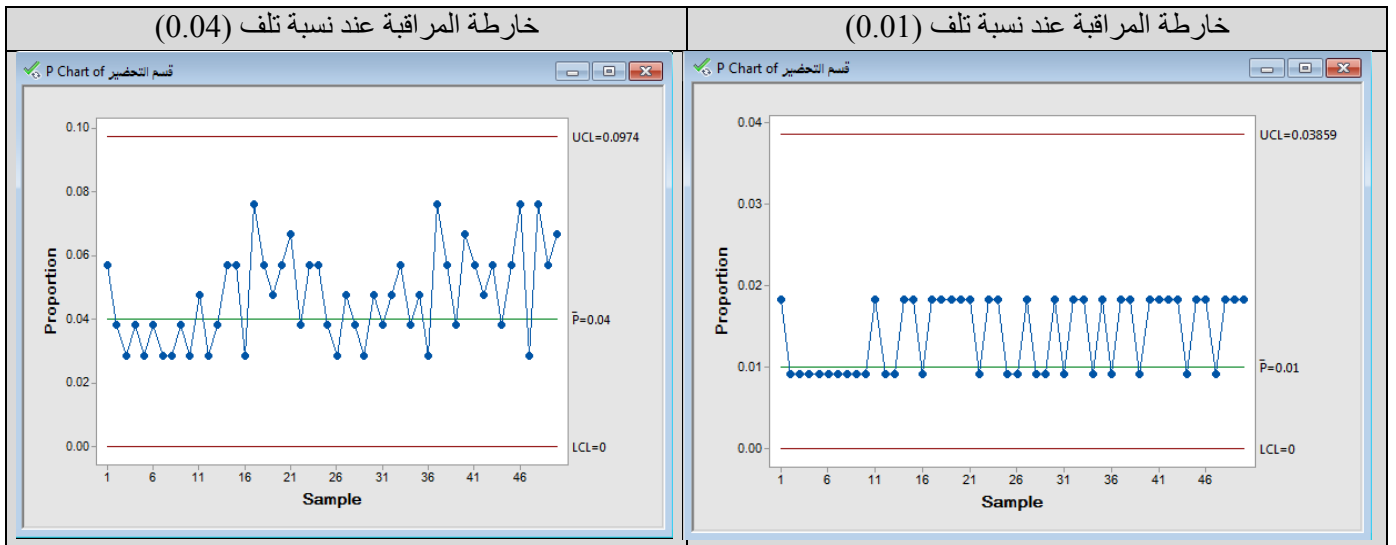 خارطة المراقبة عند نسبة تلف (0.01)
خارطة المراقبة عند نسبة تلف (0.04)
P Chart of قسم التحضير
0.04
0.03
0.02
0.01
0.00
Proportion
UCL=0.03859
P̄=0.01
LCL=0
1 6 11 16 21 26 31 36 41 46
Sample
P Chart of قسم التحضير
0.10
0.08
0.06
0.04
0.02
0.00
Proportion
UCL=0.0974
P̄=0.04
LCL=0
1 6 11 16 21 26 31 36 41 46
Sample